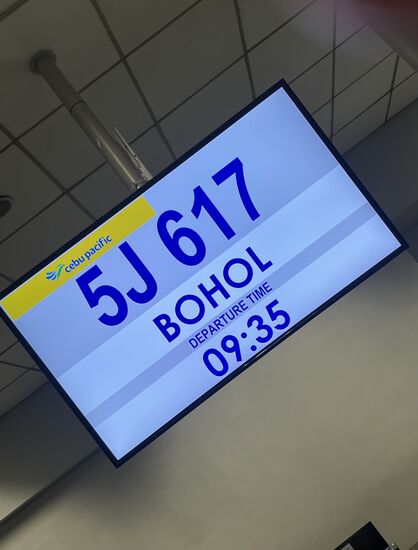 cebu pacific
5J 617
BOHOL
DEPARTURE TIME
09:35